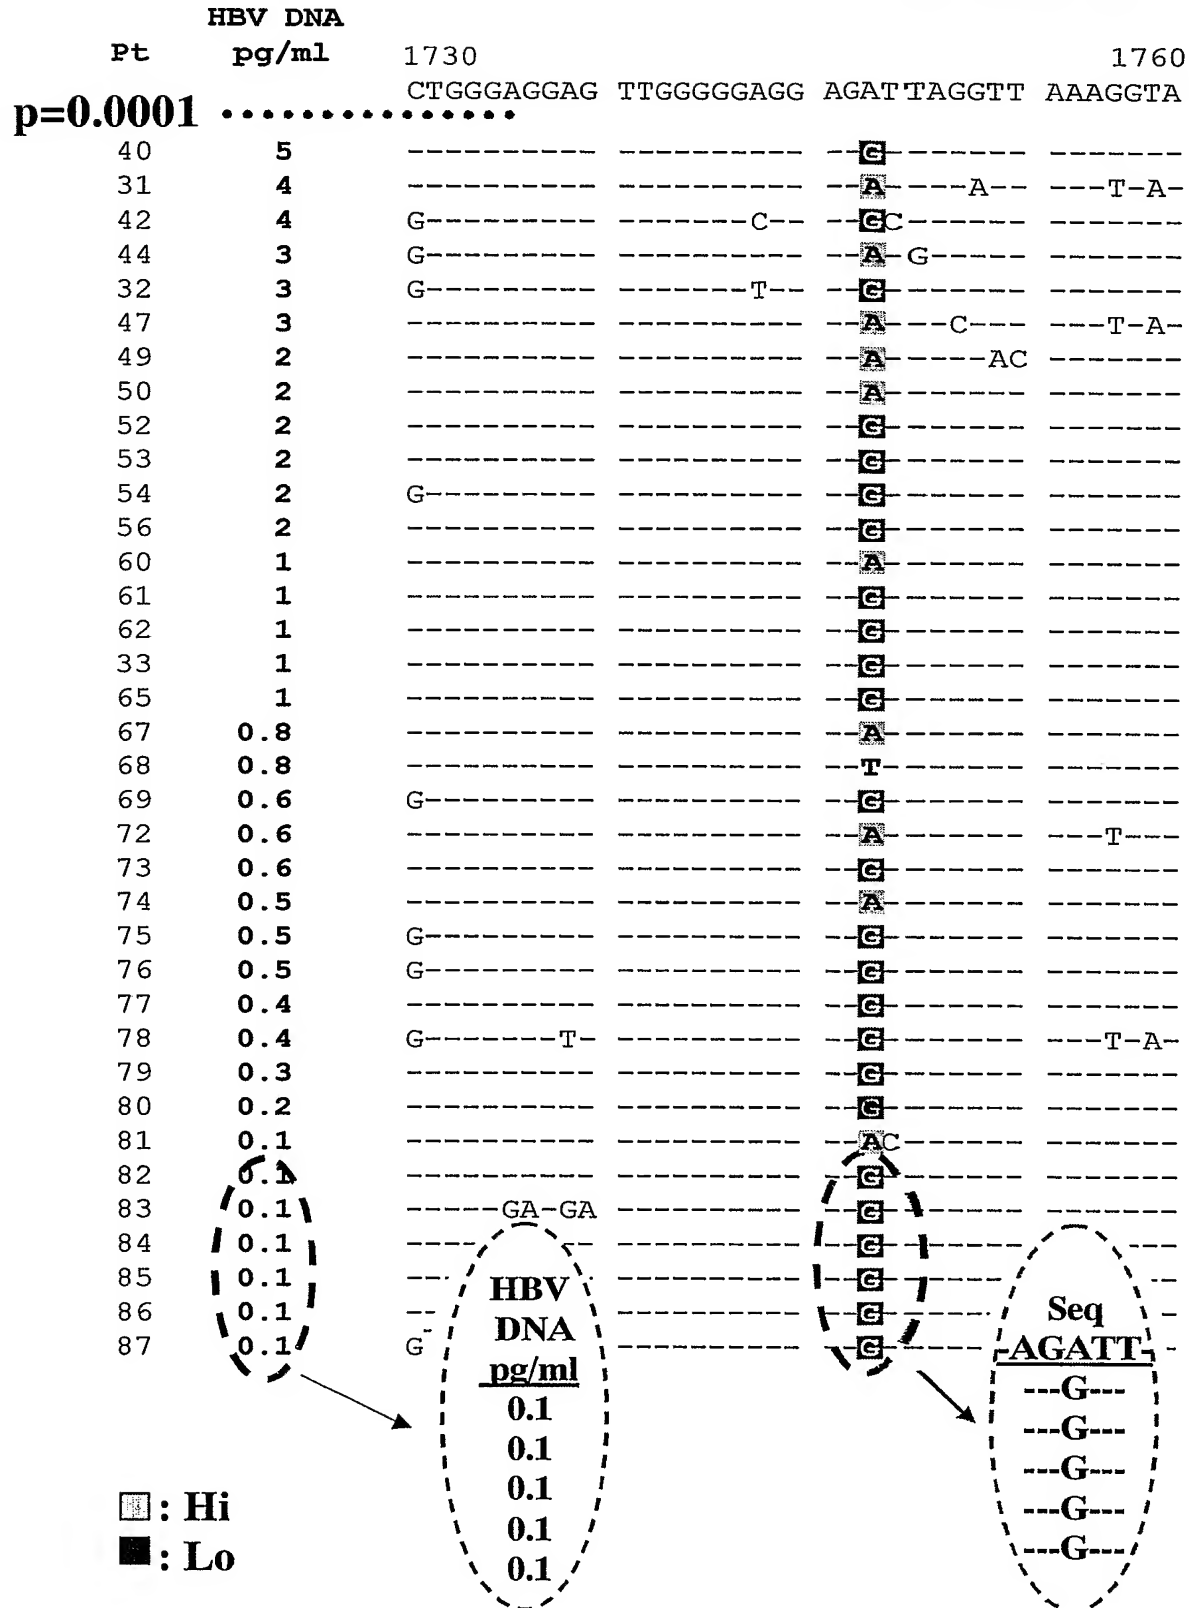 HBV DNA
Pt pg/ml 1730 1760
CTGGGAGGAG TTGGGGGAGG AGATTAGGTT AAAGGTA
p=0.0001 ................
40 5 ---------- ---------- --G------- -------
31 4 ---------- ---------- --A-----A-- ---T-A-
42 4 G--------- -------C-- --GC------ -------
44 3 G--------- ---------- --A-G----- -------
32 3 G--------- -------T-- --G------- -------
47 3 ---------- ---------- --A---C--- ---T-A-
49 2 ---------- ---------- --A-----AC -------
50 2 ---------- ---------- --A------- -------
52 2 ---------- ---------- --G------- -------
53 2 ---------- ---------- --G------- -------
54 2 G--------- ---------- --G------- -------
56 2 ---------- ---------- --G------- -------
60 1 ---------- ---------- --A------- -------
61 1 ---------- ---------- --G------- -------
62 1 ---------- ---------- --G------- -------
33 1 ---------- ---------- --G------- -------
65 1 ---------- ---------- --G------- -------
67 0.8 ---------- ---------- --A------- -------
68 0.8 ---------- ---------- --T------- -------
69 0.6 G--------- ---------- --G------- -------
72 0.6 ---------- ---------- --A------- ---T---
73 0.6 ---------- ---------- --G------- -------
74 0.5 ---------- ---------- --A------- -------
75 0.5 G--------- ---------- --G------- -------
76 0.5 G--------- ---------- --G------- -------
77 0.4 ---------- ---------- --G------- -------
78 0.4 G-------T- ---------- --G------- ---T-A-
79 0.3 ---------- ---------- --G------- -------
80 0.2 ---------- ---------- --G------- -------
81 0.1 ---------- ---------- --AC------ -------
82 0.1 ---------- ---------- --G------- -------
83 0.1 -----GA-GA ---------- --G------- -------
84 0.1 ---------- ---------- --G------- -------
85 0.1 ---------- ---------- --G------- -------
86 0.1 ---------- ---------- --G------- -------
87 0.1 G--------- ---------- --G------- -------
HBV
DNA
pg/ml
0.1
0.1
0.1
0.1
0.1
Seq
-AGATT-
---G---
---G---
---G---
---G---
---G---
: Hi
: Lo